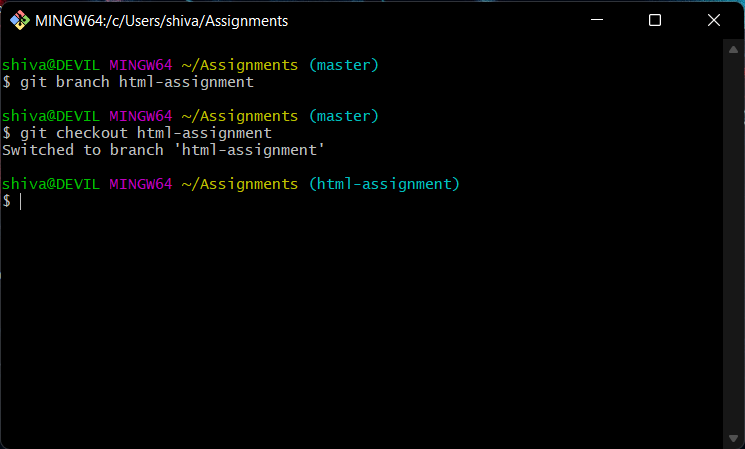 MINGW64:/c/Users/shiva/Assignments
shiva@DEVIL MINGW64 ~/Assignments (master)
$ git branch html-assignment
shiva@DEVIL MINGW64 ~/Assignments (master)
$ git checkout html-assignment
Switched to branch 'html-assignment'
shiva@DEVIL MINGW64 ~/Assignments (html-assignment)
$